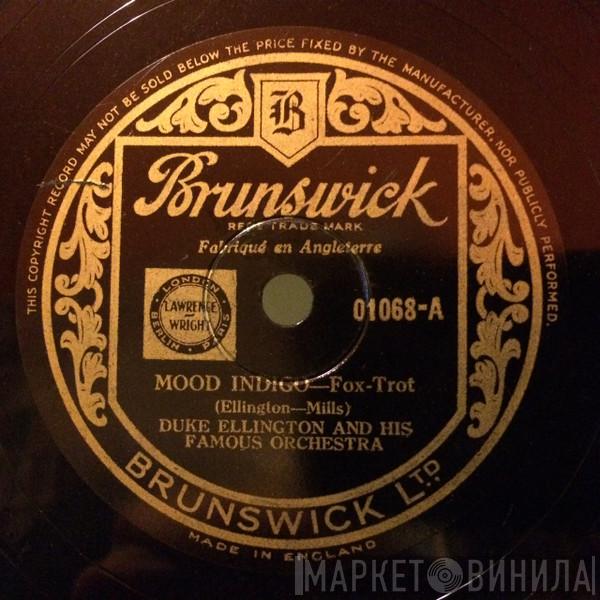 THIS COPYRIGHT RECORD MAY NOT BE SOLD BELOW THE PRICE FIXED BY THE MANUFACTURER, NOR PUBLICLY PERFORMED.
B
Brunswick
REGD TRADE MARK
Fabriqué en Angleterre
LONDON
LAWRENCE
WRIGHT
BERLIN • PARIS
01068-A
MOOD INDIGO—Fox-Trot
(Ellington—Mills)
DUKE ELLINGTON AND HIS
FAMOUS ORCHESTRA
BRUNSWICK LTD
MADE IN ENGLAND
МАРКЕТ ВИНИЛА